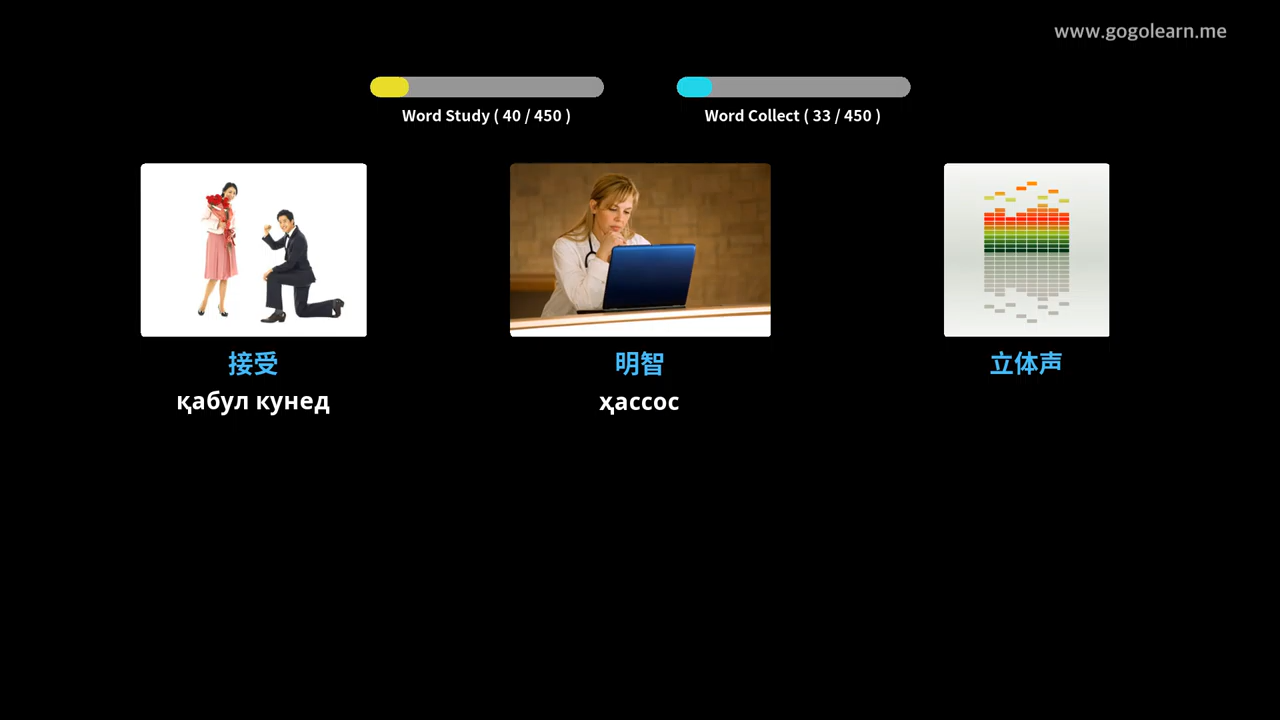 www.gogolearn.me
Word Study ( 40 / 450 )
Word Collect ( 33 / 450 )
接受
қабул кунед
明智
ҳассос
立体声